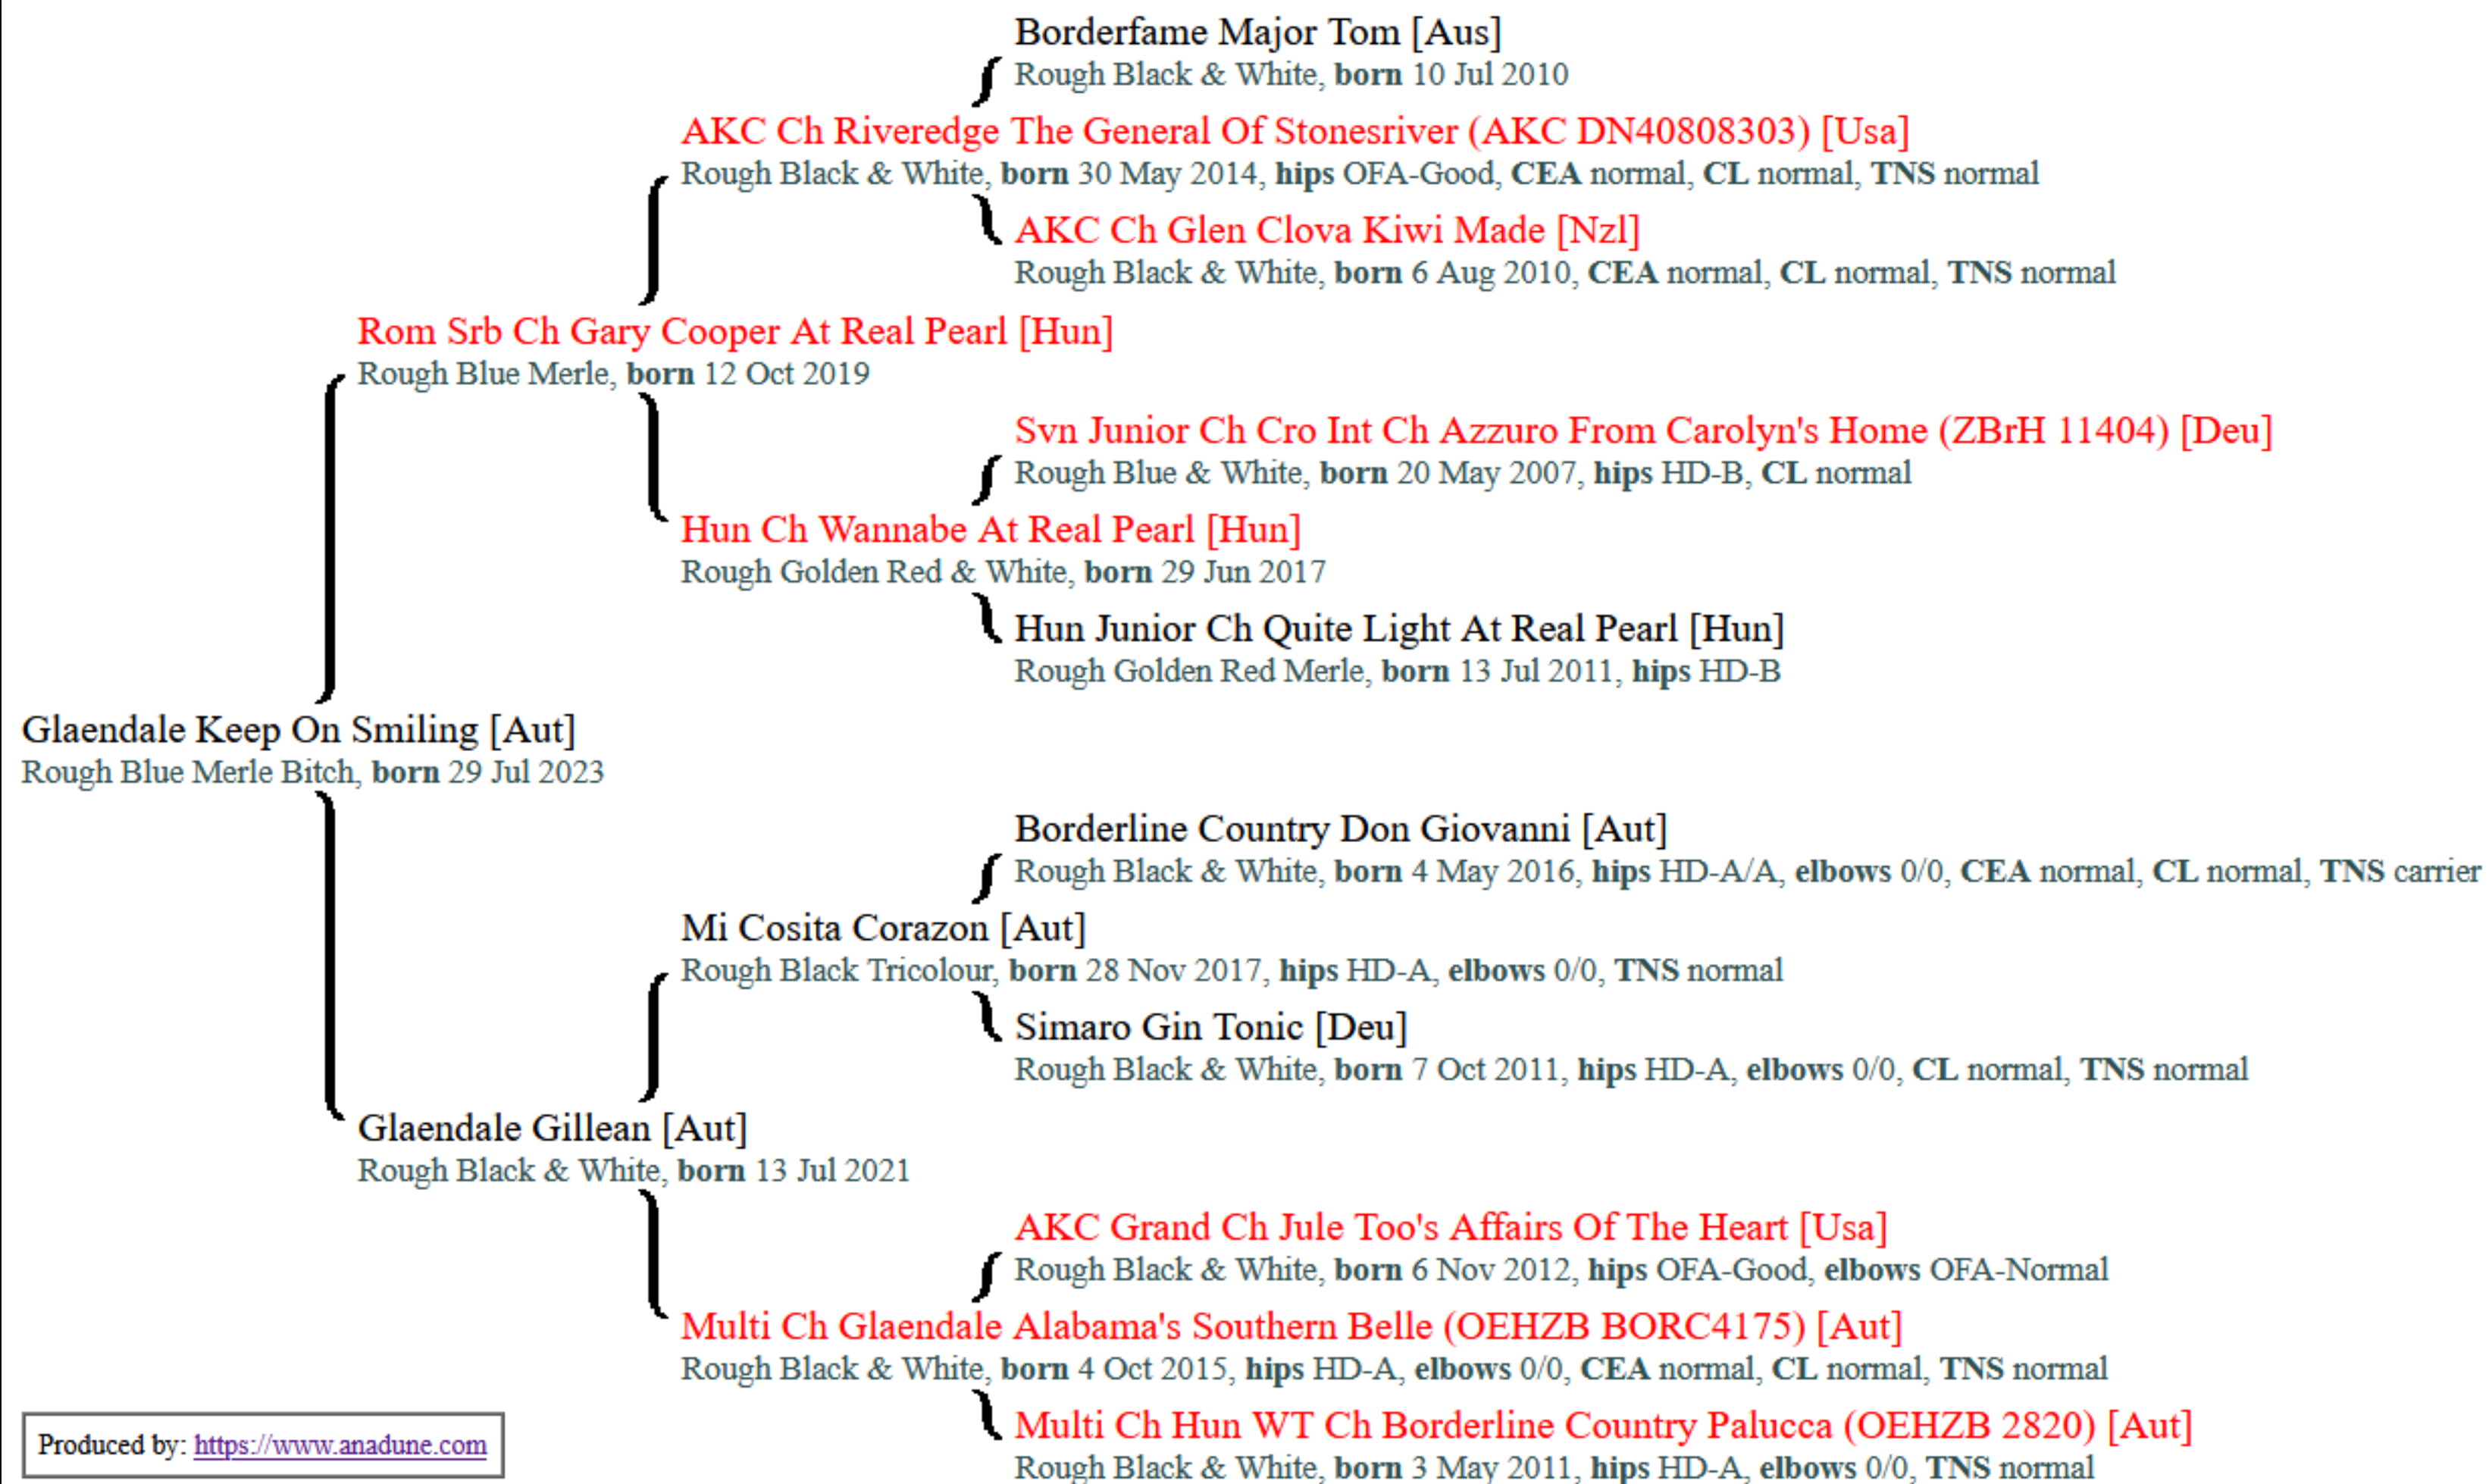 Borderfame Major Tom [Aus]
Rough Black & White, born 10 Jul 2010
AKC Ch Riveredge The General Of Stonesriver (AKC DN40808303) [Usa]
Rough Black & White, born 30 May 2014, hips OFA-Good, CEA normal, CL normal, TNS normal
AKC Ch Glen Clova Kiwi Made [Nzl]
Rough Black & White, born 6 Aug 2010, CEA normal, CL normal, TNS normal
Rom Srb Ch Gary Cooper At Real Pearl [Hun]
Rough Blue Merle, born 12 Oct 2019
Svn Junior Ch Cro Int Ch Azzuro From Carolyn's Home (ZBrH 11404) [Deu]
Rough Blue & White, born 20 May 2007, hips HD-B, CL normal
Hun Ch Wannabe At Real Pearl [Hun]
Rough Golden Red & White, born 29 Jun 2017
Hun Junior Ch Quite Light At Real Pearl [Hun]
Rough Golden Red Merle, born 13 Jul 2011, hips HD-B
Glaendale Keep On Smiling [Aut]
Rough Blue Merle Bitch, born 29 Jul 2023
Borderline Country Don Giovanni [Aut]
Rough Black & White, born 4 May 2016, hips HD-A/A, elbows 0/0, CEA normal, CL normal, TNS carrier
Mi Cosita Corazon [Aut]
Rough Black Tricolour, born 28 Nov 2017, hips HD-A, elbows 0/0, TNS normal
Simaro Gin Tonic [Deu]
Rough Black & White, born 7 Oct 2011, hips HD-A, elbows 0/0, CL normal, TNS normal
Glaendale Gillean [Aut]
Rough Black & White, born 13 Jul 2021
AKC Grand Ch Jule Too's Affairs Of The Heart [Usa]
Rough Black & White, born 6 Nov 2012, hips OFA-Good, elbows OFA-Normal
Multi Ch Glaendale Alabama's Southern Belle (OEHZB BORC4175) [Aut]
Rough Black & White, born 4 Oct 2015, hips HD-A, elbows 0/0, CEA normal, CL normal, TNS normal
Multi Ch Hun WT Ch Borderline Country Palucca (OEHZB 2820) [Aut]
Rough Black & White, born 3 May 2011, hips HD-A, elbows 0/0, TNS normal
Produced by: https://www.anadune.com